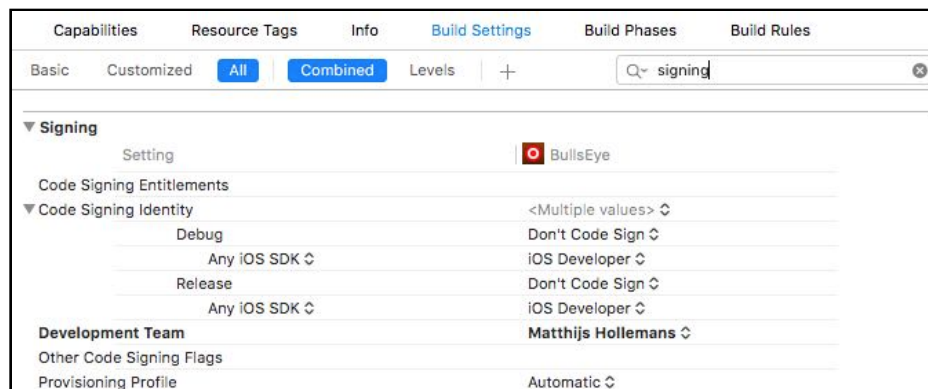 Capabilities Resource Tags Info Build Settings Build Phases Build Rules
Basic Customized All Combined Levels + signing
Signing
Setting BullsEye
Code Signing Entitlements
Code Signing Identity <Multiple values>
Debug Don't Code Sign
Any iOS SDK iOS Developer
Release Don't Code Sign
Any iOS SDK iOS Developer
Development Team Matthijs Hollemans
Other Code Signing Flags
Provisioning Profile Automatic